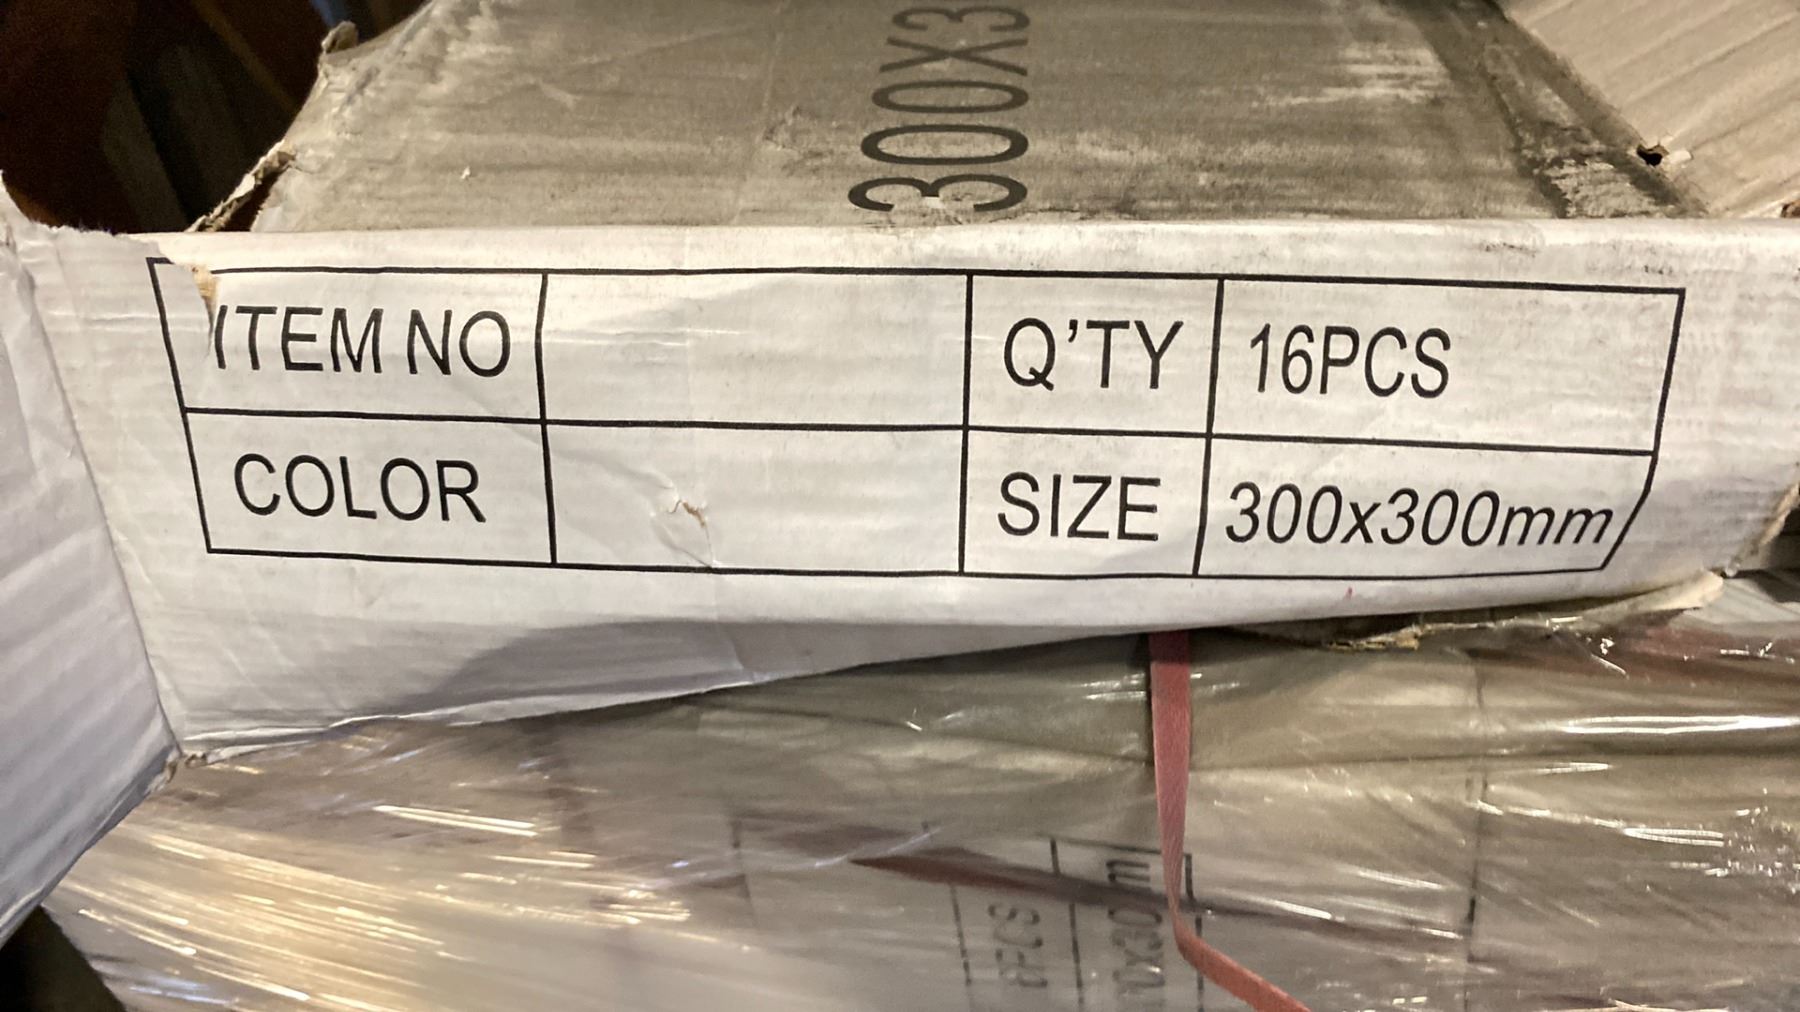 300X3
ITEM NO Q'TY 16PCS
COLOR SIZE 300x300mm